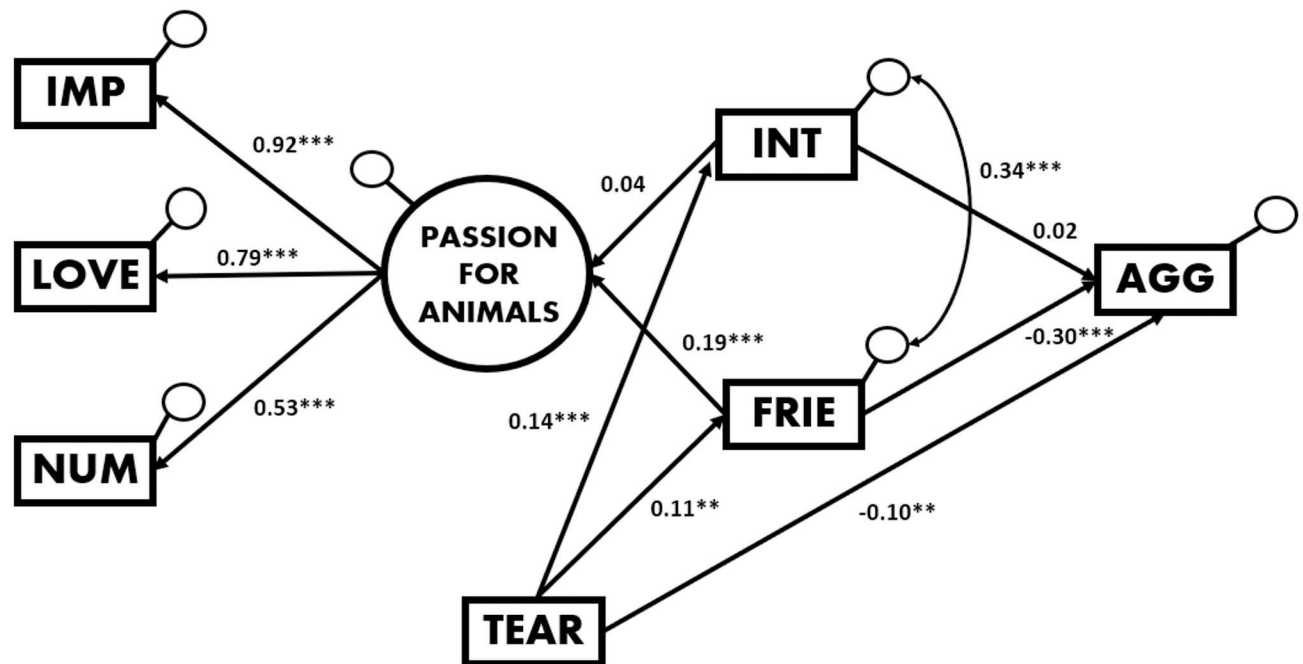 IMP
0.92***
LOVE
0.79***
NUM
0.53***
PASSION
FOR
ANIMALS
INT
0.04
0.34***
0.02
AGG
0.19***
FRIE
-0.30***
0.14***
0.11**
-0.10**
TEAR